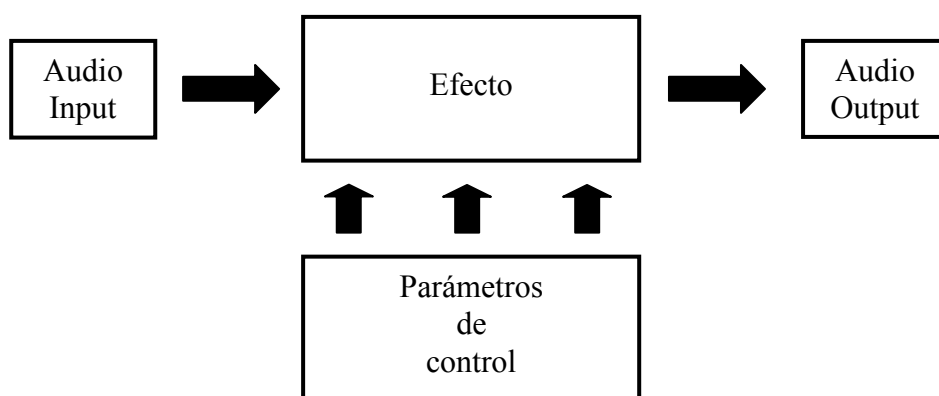 Audio
Input
Efecto
Audio
Output
Parámetros
de
control